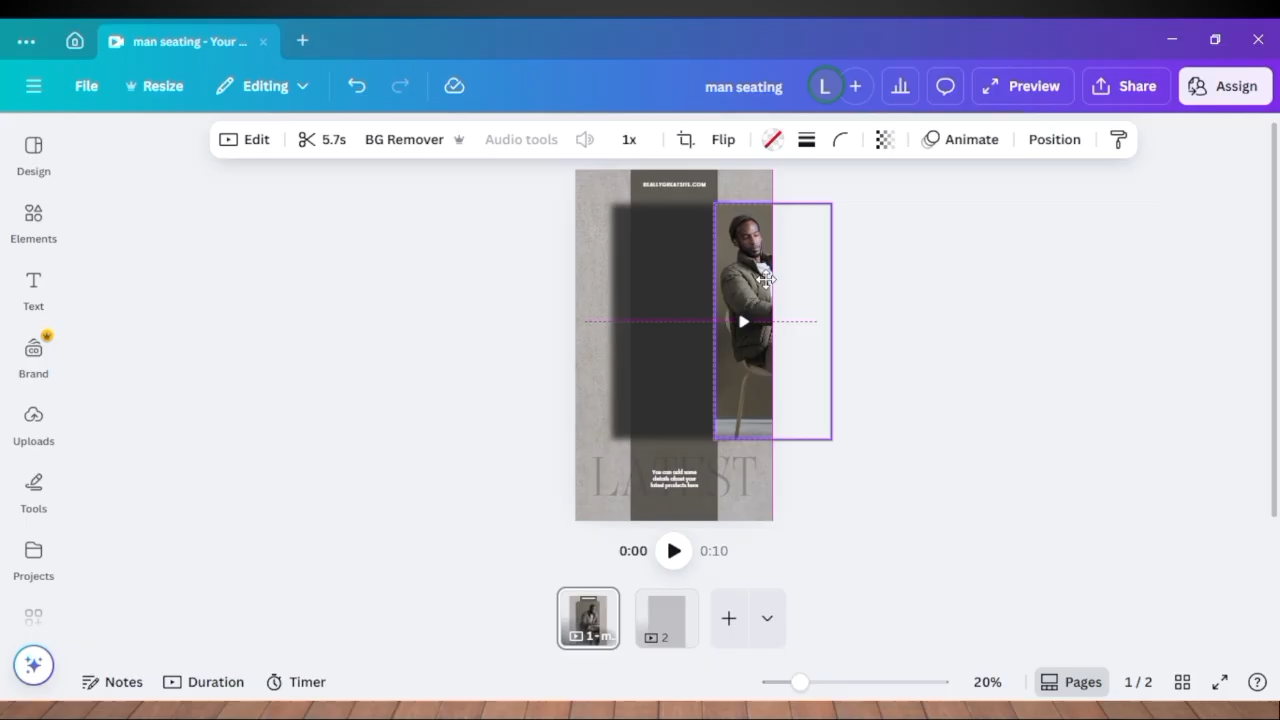 man seating - Your ...
File
Resize
Editing
man seating
L
Preview
Share
Assign
Edit
5.7s
BG Remover
Audio tools
1x
Flip
Animate
Position
Design
Elements
Text
CO
Brand
Uploads
Tools
Projects
REALLYGREATSITE.COM
LATEST
You can add some
details about your
latest products here
0:00
0:10
1 - m.
2
Notes
Duration
Timer
20%
Pages
1 / 2